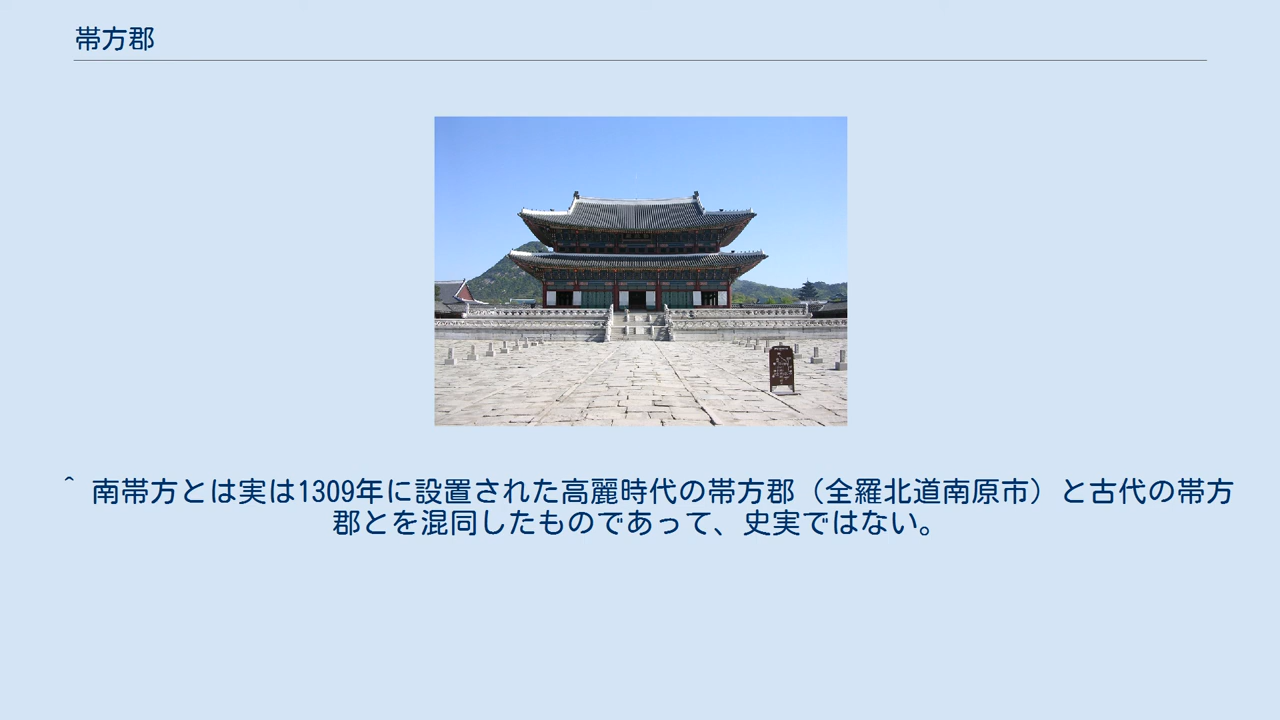 帯方郡
^ 南帯方とは実は1309年に設置された高麗時代の帯方郡（全羅北道南原市）と古代の帯方
郡とを混同したものであって、史実ではない。